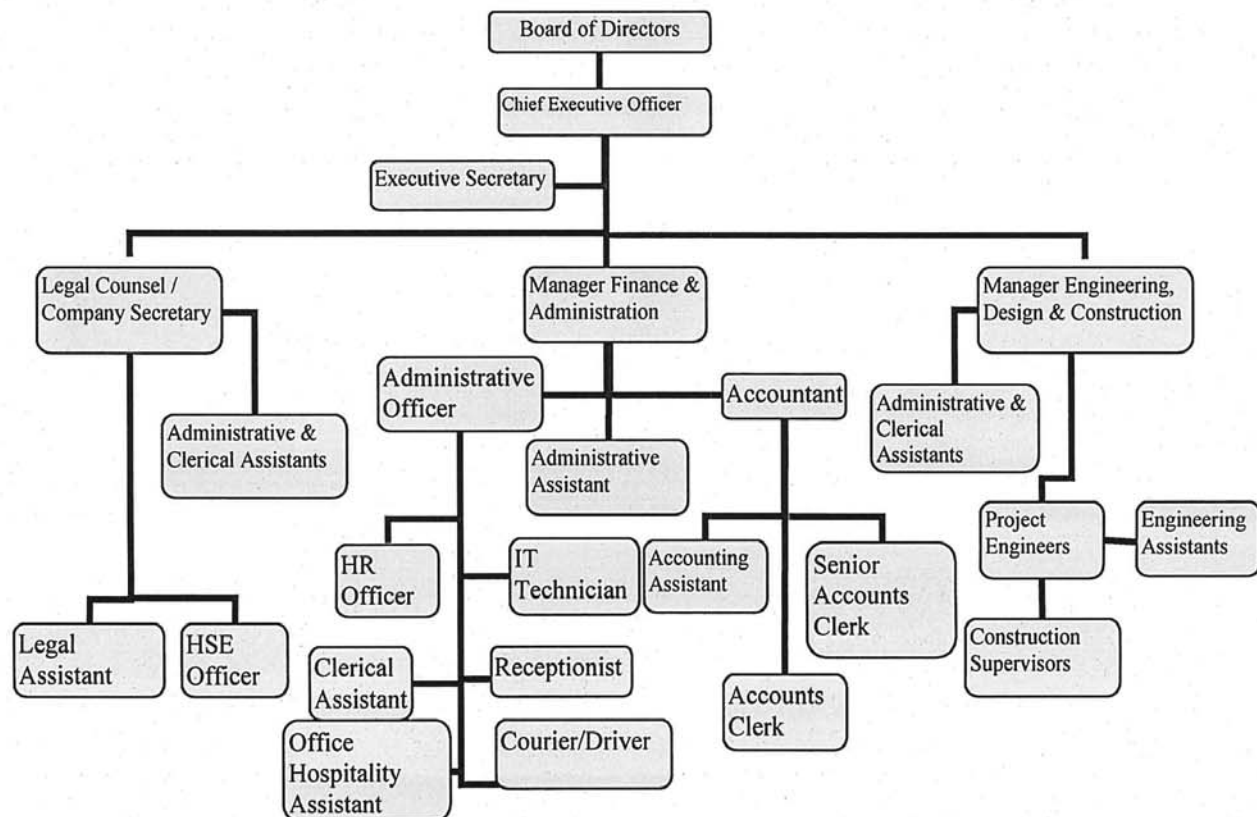 Board of Directors
Chief Executive Officer
Executive Secretary
Legal Counsel /
Company Secretary
Manager Finance &
Administration
Manager Engineering,
Design & Construction
Administrative
Officer
Accountant
Administrative &
Clerical Assistants
Administrative &
Clerical
Assistants
Administrative
Assistant
Project
Engineers
Engineering
Assistants
HR
Officer
IT
Technician
Accounting
Assistant
Senior
Accounts
Clerk
Legal
Assistant
HSE
Officer
Construction
Supervisors
Clerical
Assistant
Receptionist
Accounts
Clerk
Office
Hospitality
Assistant
Courier/Driver